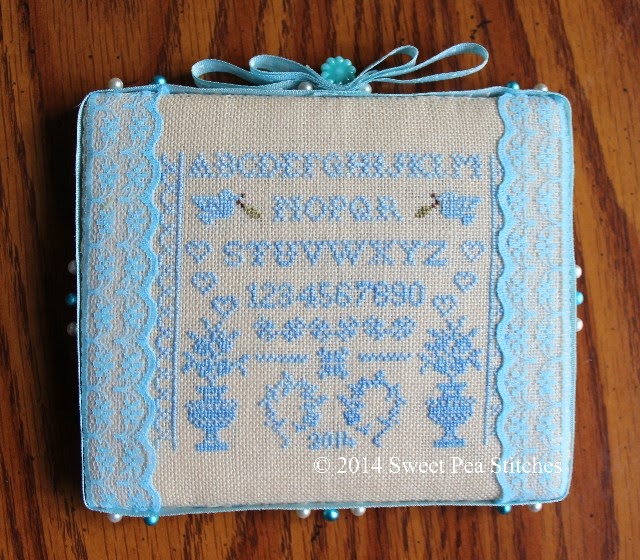 ABCDEFGHIJKLM
NOPQR
STUVWXYZ
1234567890
2014
© 2014 Sweet Pea Stitches